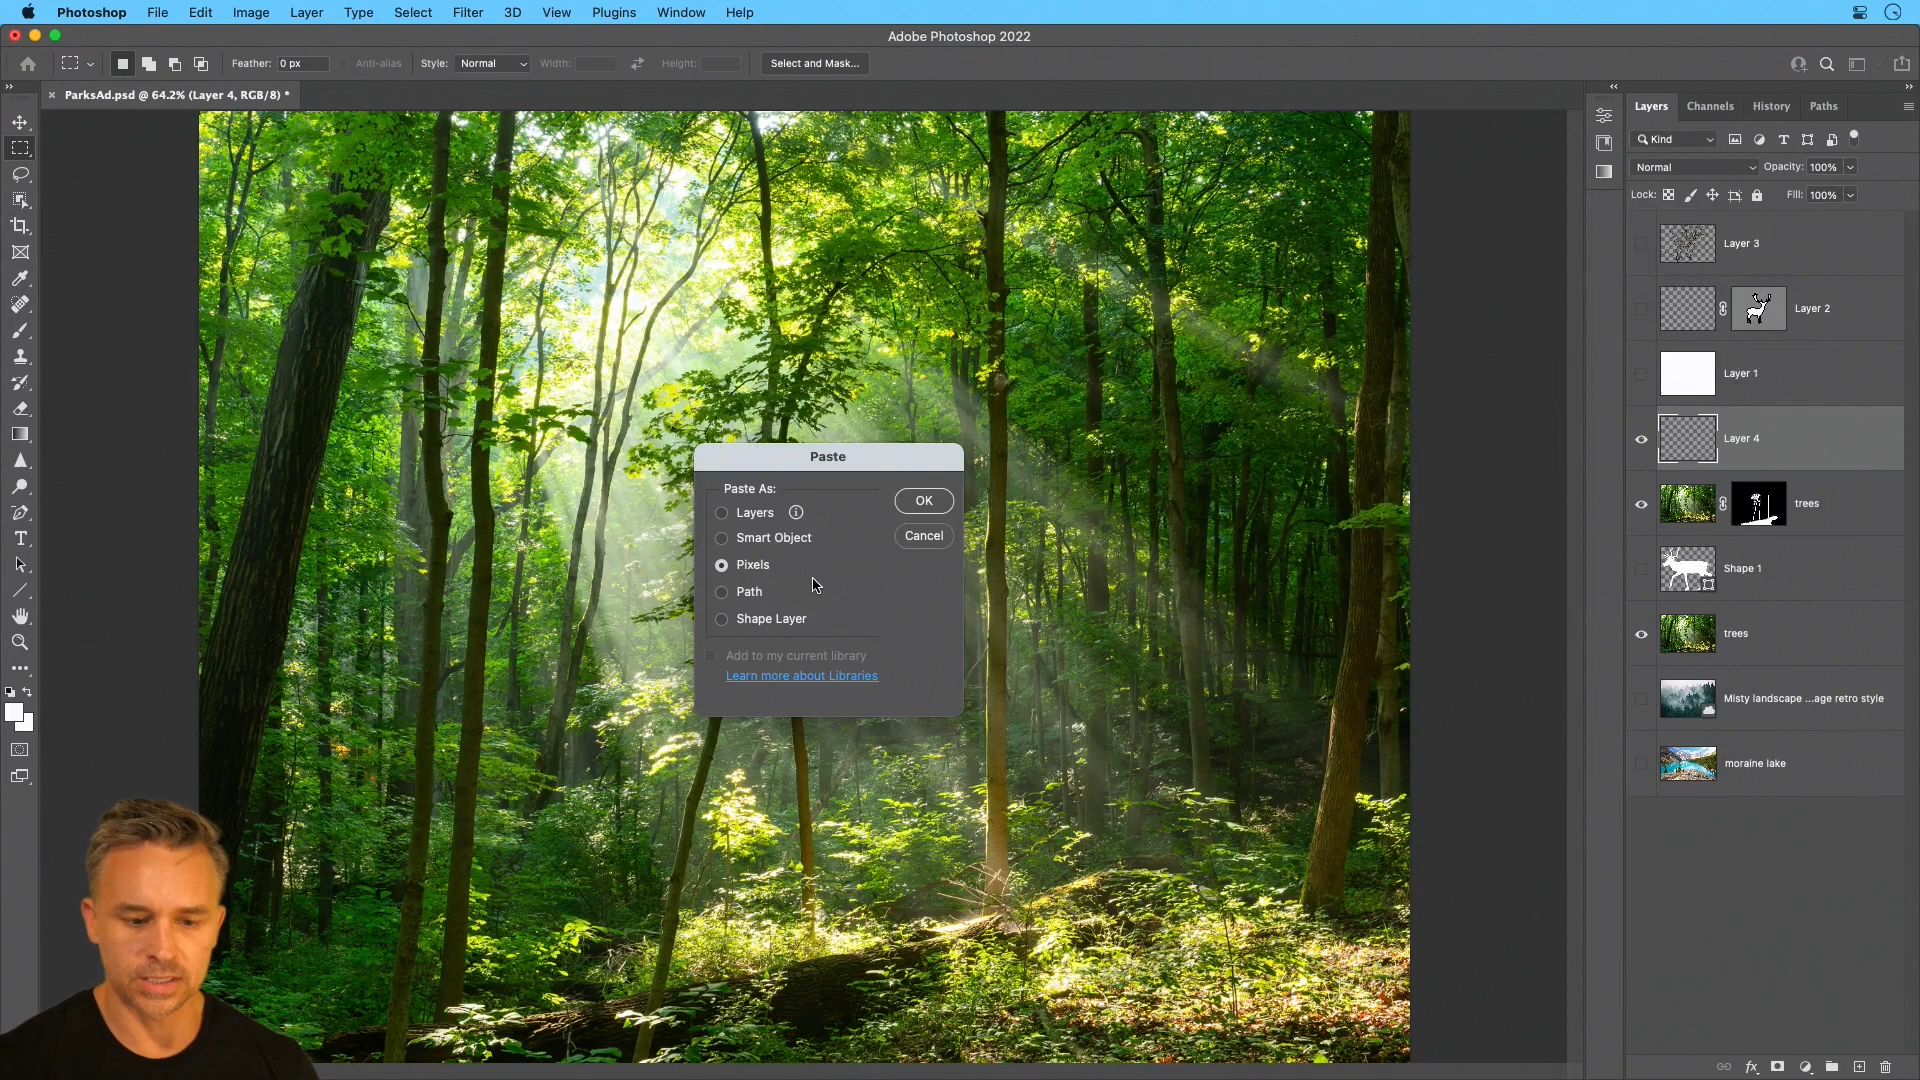 Photoshop File Edit Image Layer Type Select Filter 3D View Plugins Window Help
Adobe Photoshop 2022
Feather: 0 px Anti-alias Style: Normal Width: Height: Select and Mask...
ParksAd.psd @ 64.2% (Layer 4, RGB/8) *
Layers Channels History Paths
Kind
Normal Opacity: 100%
Lock: Fill: 100%
Layer 3
Layer 2
Layer 1
Layer 4
trees
Shape 1
trees
Misty landscape ...age retro style
moraine lake
Paste
Paste As:
Layers
Smart Object
Pixels
Path
Shape Layer
OK
Cancel
Add to my current library
Learn more about Libraries